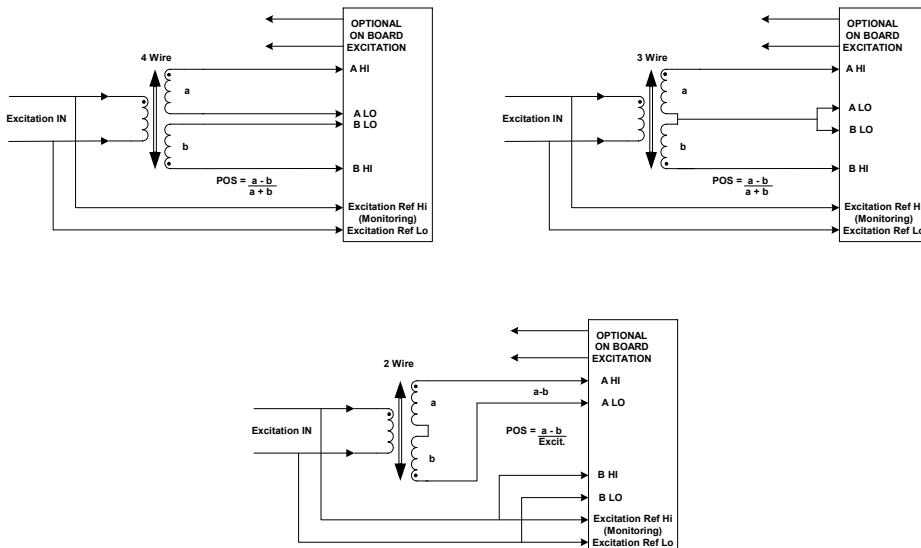 OPTIONAL
ON BOARD
EXCITATION
4 Wire
A HI
a
Excitation IN
A LO
B LO
b
B HI
POS = a - b
a + b
Excitation Ref Hi
(Monitoring)
Excitation Ref Lo
OPTIONAL
ON BOARD
EXCITATION
3 Wire
A HI
a
A LO
Excitation IN
B LO
b
B HI
POS = a - b
a + b
Excitation Ref Hi
(Monitoring)
Excitation Ref Lo
OPTIONAL
ON BOARD
EXCITATION
2 Wire
A HI
a-b
a
A LO
Excitation IN
POS = a - b
Excit.
b
B HI
B LO
Excitation Ref Hi
(Monitoring)
Excitation Ref Lo